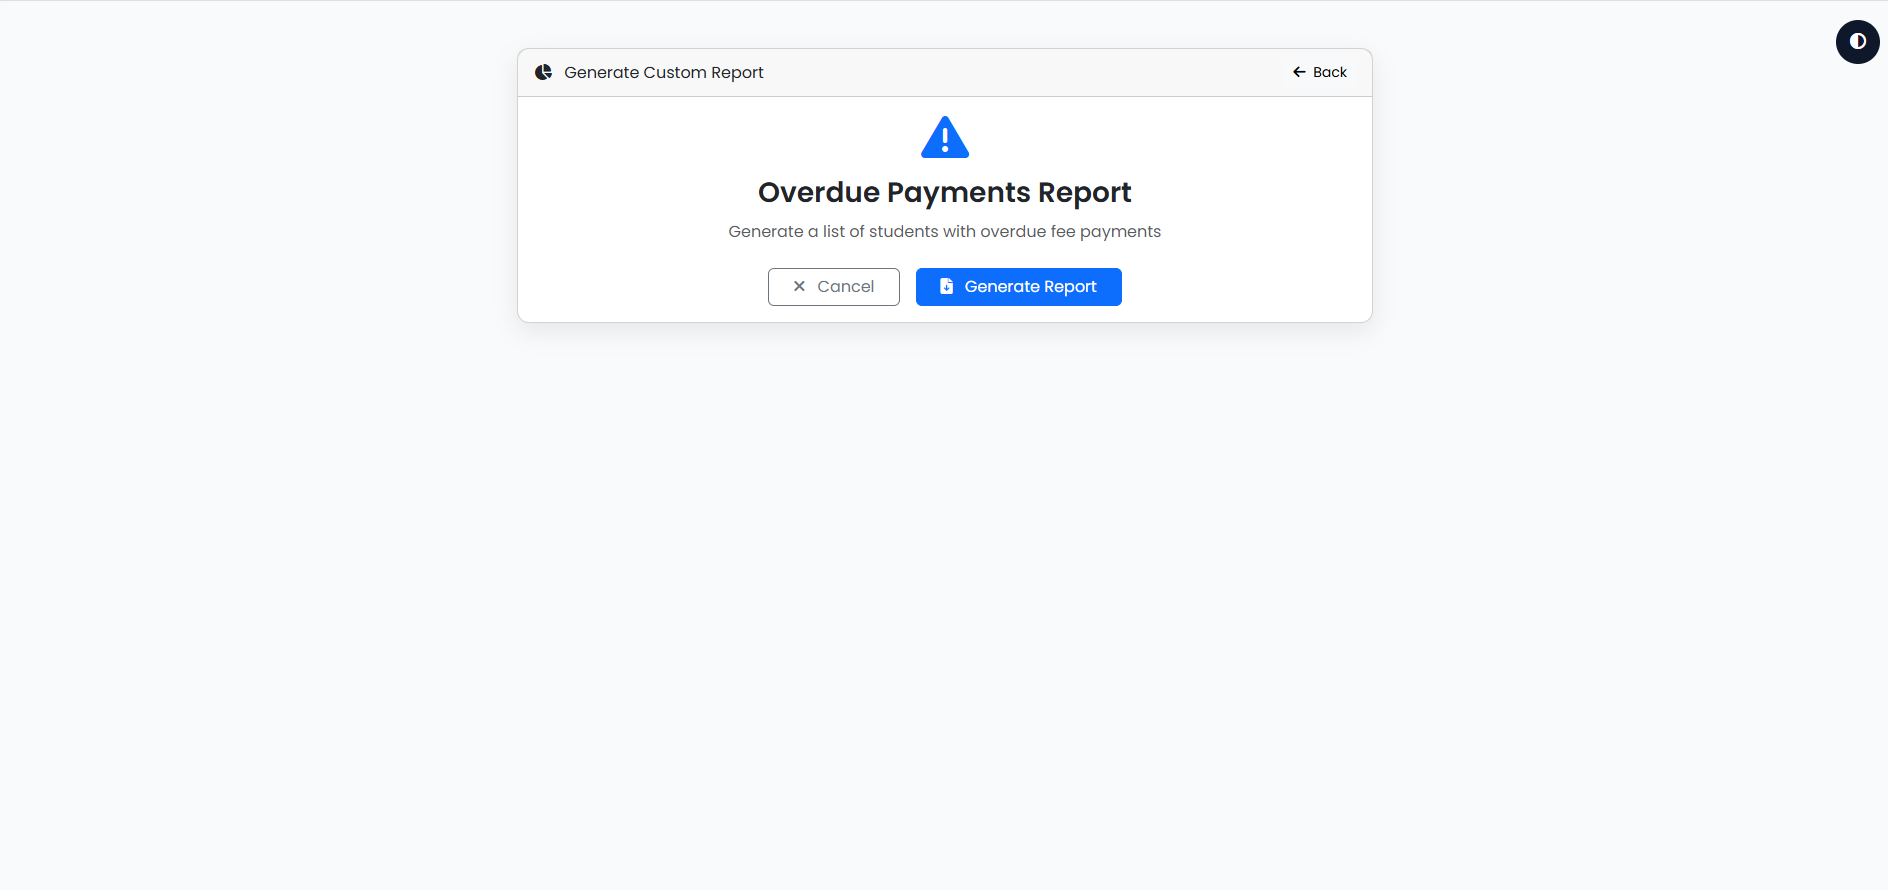 Generate Custom Report
Back
Overdue Payments Report
Generate a list of students with overdue fee payments
Cancel
Generate Report